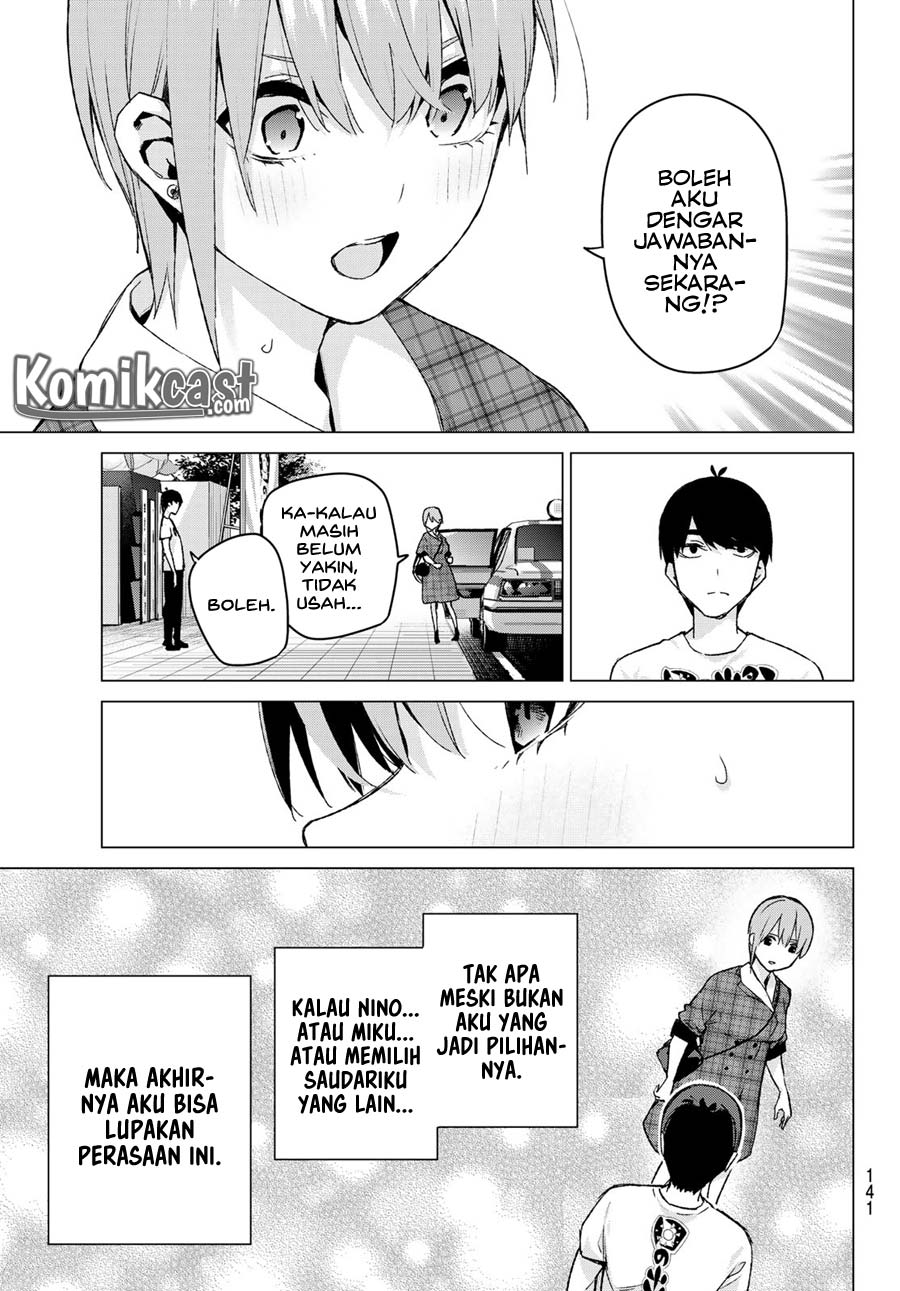 BOLEH
AKU
DENGAR
JAWABAN-
NYA
SEKARA-
NG!?
Komikcast
.com
KA-KALAU
MASIH
BELUM
YAKIN,
TIDAK
USAH...
BOLEH.
TAK APA
MESKI BUKAN
AKU YANG
JADI PILIHAN-
NYA.
KALAU NINO...
ATAU MIKU...
ATAU MEMILIH
SAUDARIKU
YANG LAIN...
MAKA AKHIR-
NYA AKU BISA
LUPAKAN
PERASAAN INI.
141